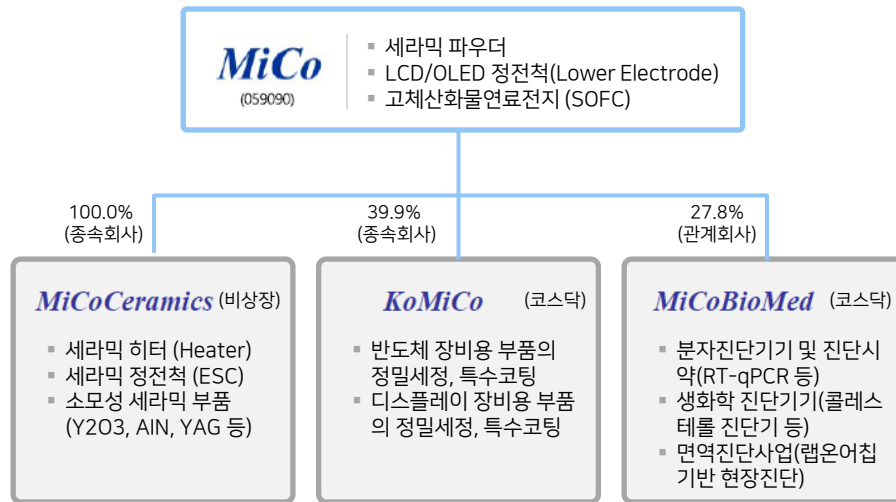 MiCo
(059090)
▪ 세라믹 파우더
▪ LCD/OLED 정전척(Lower Electrode)
▪ 고체산화물연료전지 (SOFC)
100.0%
(종속회사)
39.9%
(종속회사)
27.8%
(관계회사)
MiCoCeramics (비상장)
▪ 세라믹 히터 (Heater)
▪ 세라믹 정전척 (ESC)
▪ 소모성 세라믹 부품
(Y2O3, AlN, YAG 등)
KoMiCo (코스닥)
▪ 반도체 장비용 부품의
정밀세정, 특수코팅
▪ 디스플레이 장비용 부품
의 정밀세정, 특수코팅
MiCoBioMed (코스닥)
▪ 분자진단기기 및 진단시
약(RT-qPCR 등)
▪ 생화학 진단기기(콜레스
테롤 진단기 등)
▪ 면역진단사업(랩온어칩
기반 현장진단)